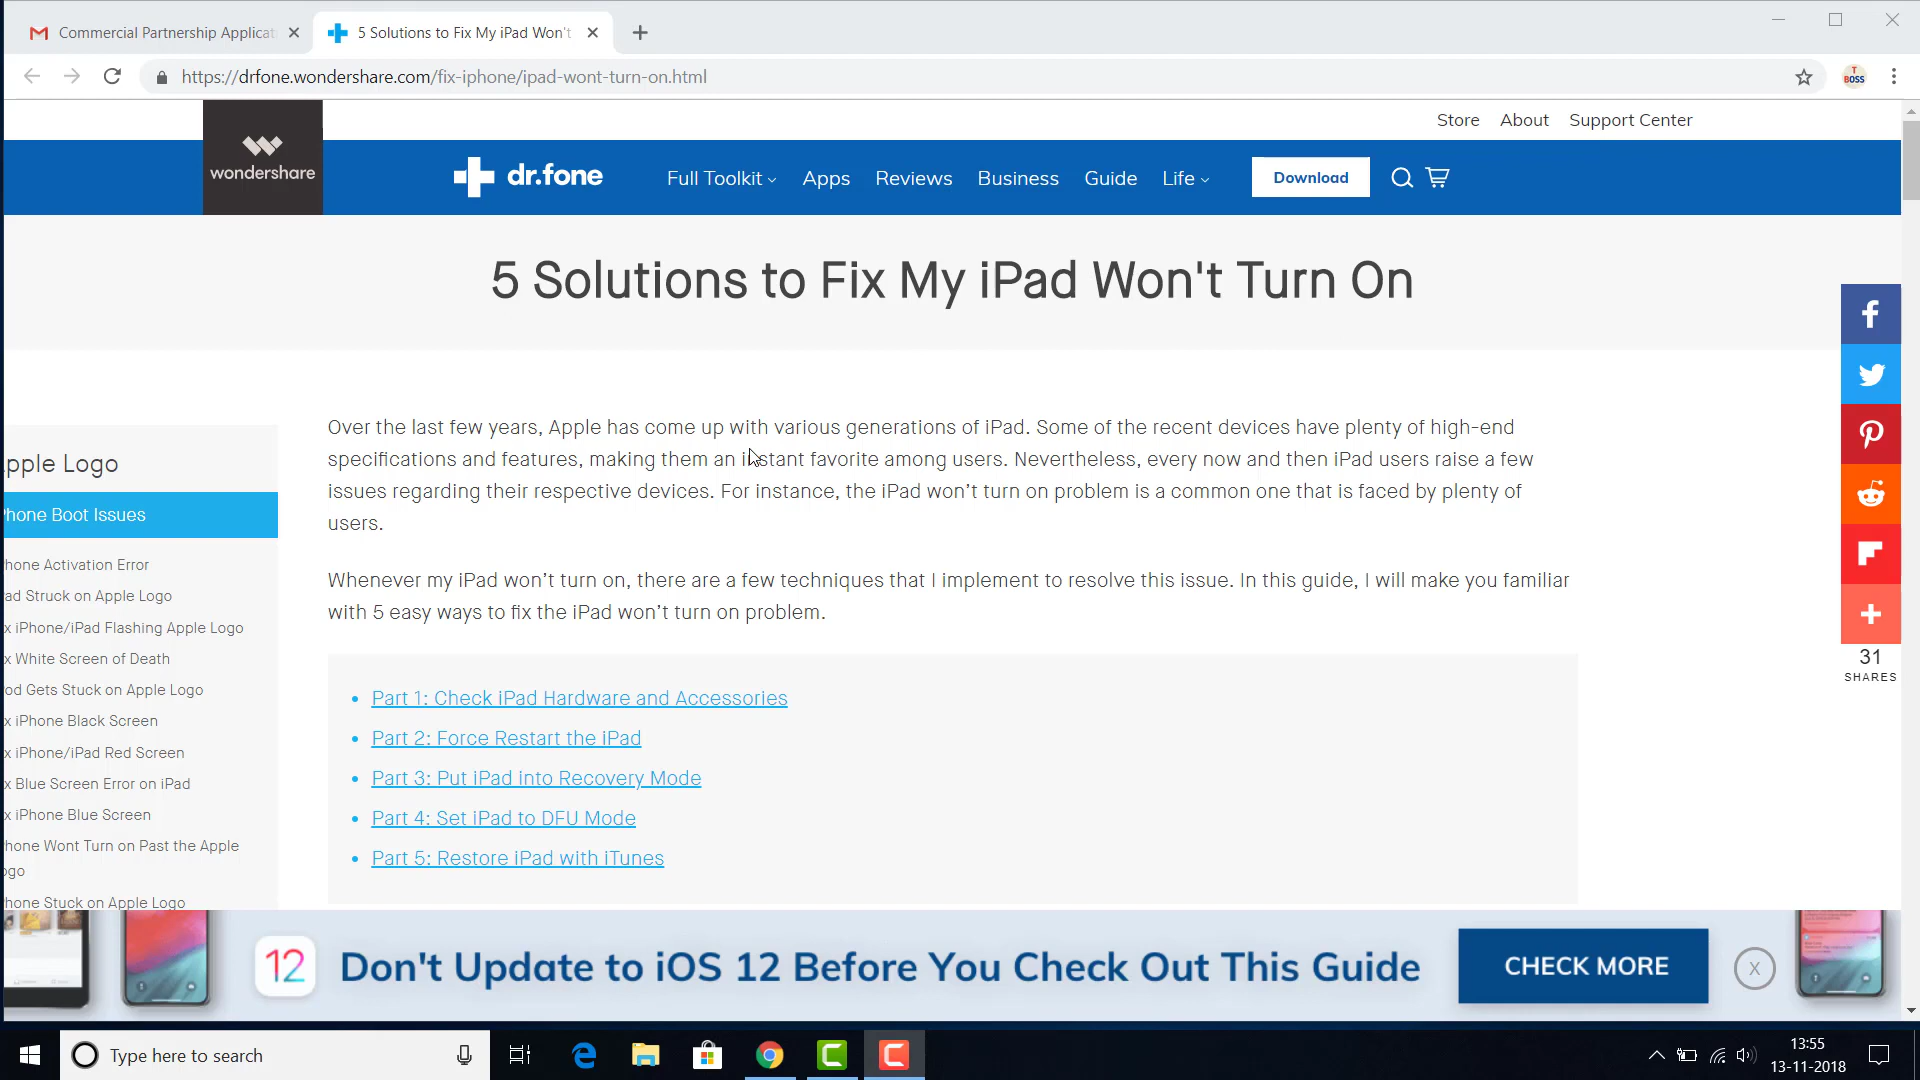 Commercial Partnership Applicat
5 Solutions to Fix My iPad Won't
https://drfone.wondershare.com/fix-iphone/ipad-wont-turn-on.html
T
BOSS
Store About Support Center
wondershare
dr.fone
Full Toolkit Apps Reviews Business Guide Life Download
5 Solutions to Fix My iPad Won't Turn On
Over the last few years, Apple has come up with various generations of iPad. Some of the recent devices have plenty of high-end
specifications and features, making them an instant favorite among users. Nevertheless, every now and then iPad users raise a few
issues regarding their respective devices. For instance, the iPad won’t turn on problem is a common one that is faced by plenty of
users.
Whenever my iPad won’t turn on, there are a few techniques that I implement to resolve this issue. In this guide, I will make you familiar
with 5 easy ways to fix the iPad won’t turn on problem.
Part 1: Check iPad Hardware and Accessories
Part 2: Force Restart the iPad
Part 3: Put iPad into Recovery Mode
Part 4: Set iPad to DFU Mode
Part 5: Restore iPad with iTunes
pple Logo
Phone Boot Issues
hone Activation Error
ad Struck on Apple Logo
x iPhone/iPad Flashing Apple Logo
x White Screen of Death
od Gets Stuck on Apple Logo
x iPhone Black Screen
x iPhone/iPad Red Screen
x Blue Screen Error on iPad
x iPhone Blue Screen
hone Wont Turn on Past the Apple
ogo
hone Stuck on Apple Logo
31
SHARES
12 Don't Update to iOS 12 Before You Check Out This Guide
CHECK MORE
X
Type here to search
13:55
13-11-2018